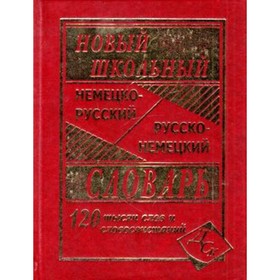 НОВЫЙ
ШКОЛЬНЫЙ
НЕМЕЦКО-
РУССКИЙ
РУССКО-
НЕМЕЦКИЙ
СЛОВАРЬ
120 тысяч слов и
словосочетаний